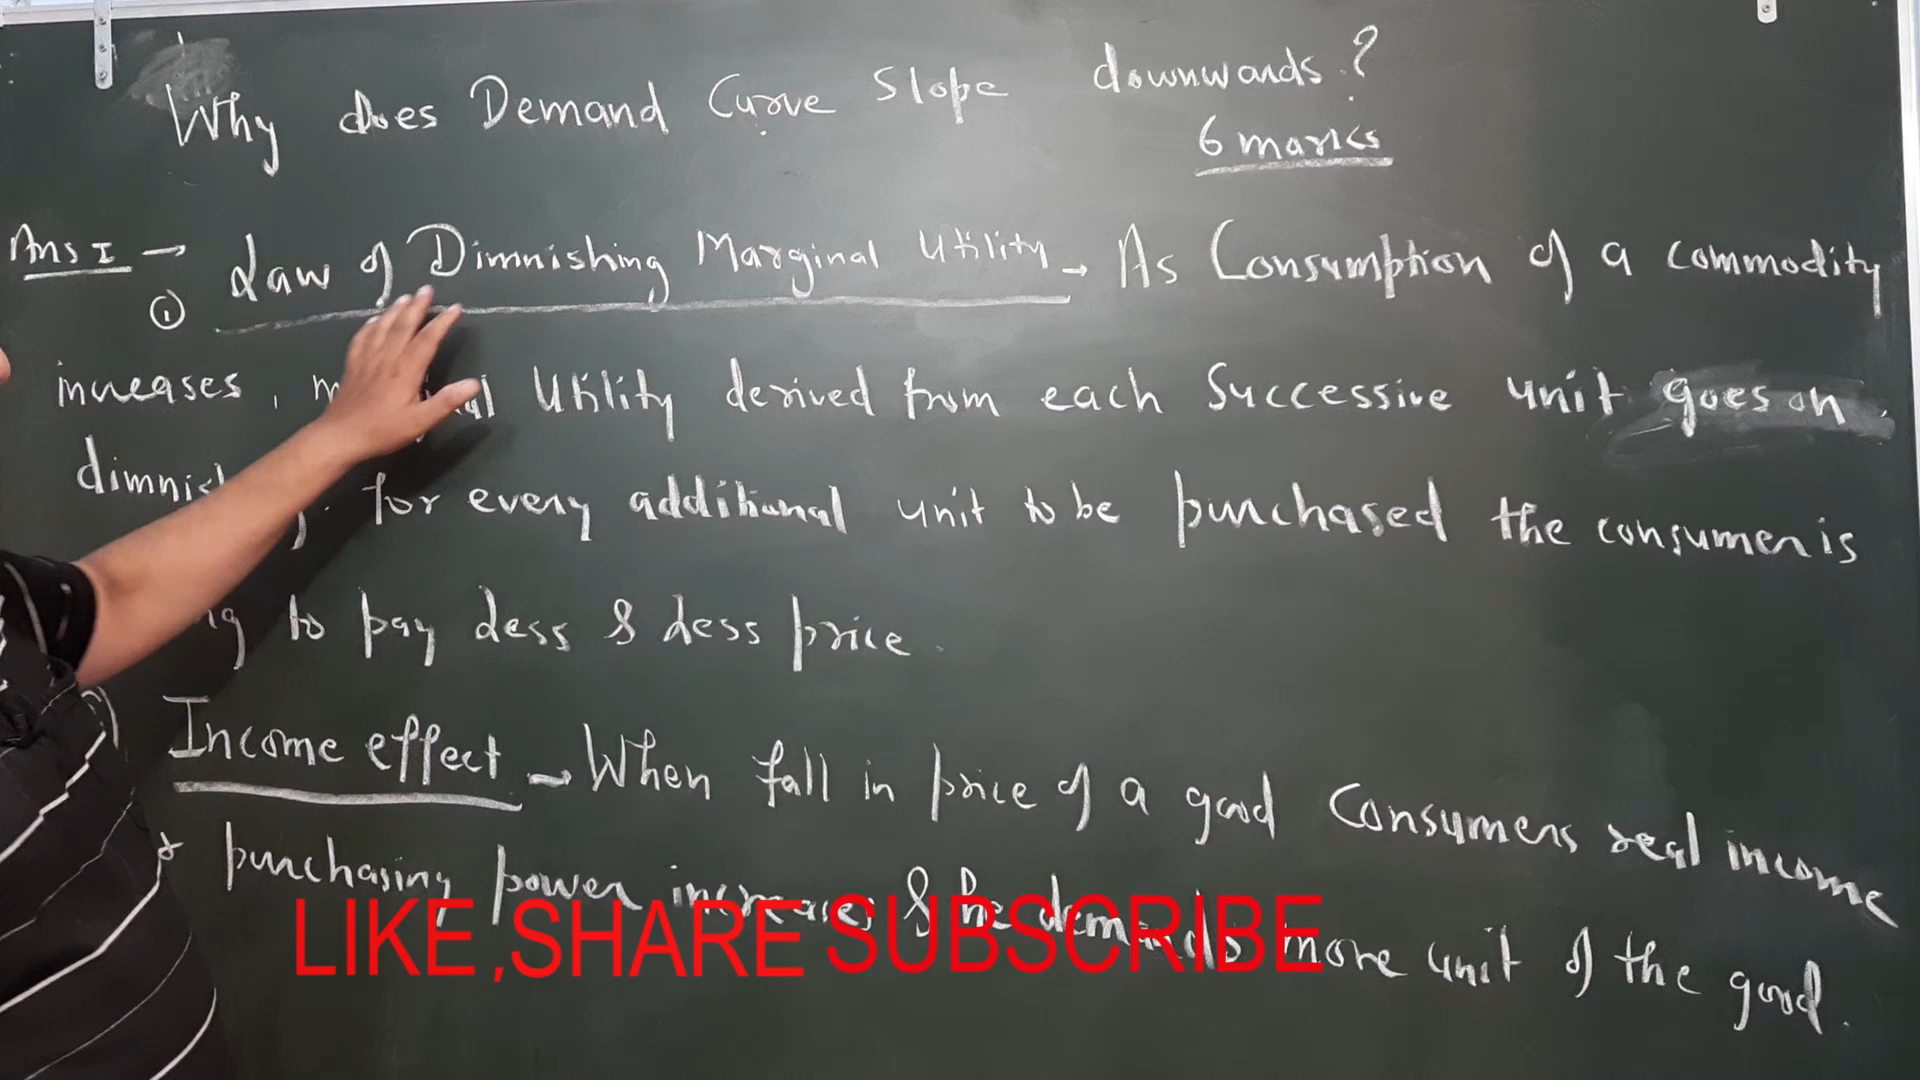 Why does Demand Curve Slope downwards?
6 marks
Ans I →
① Law of Dimnishing Marginal Utility → As Consumption of a commodity
increases, Utility derived from each Successive unit goes on
for every additional unit to be purchased the consumer is
to pay less & less price.
Income effect → When fall in price of a good Consumers real income
& purchasing power increases & he demands more unit of the good.
LIKE ,SHARE SUBSCRIBE